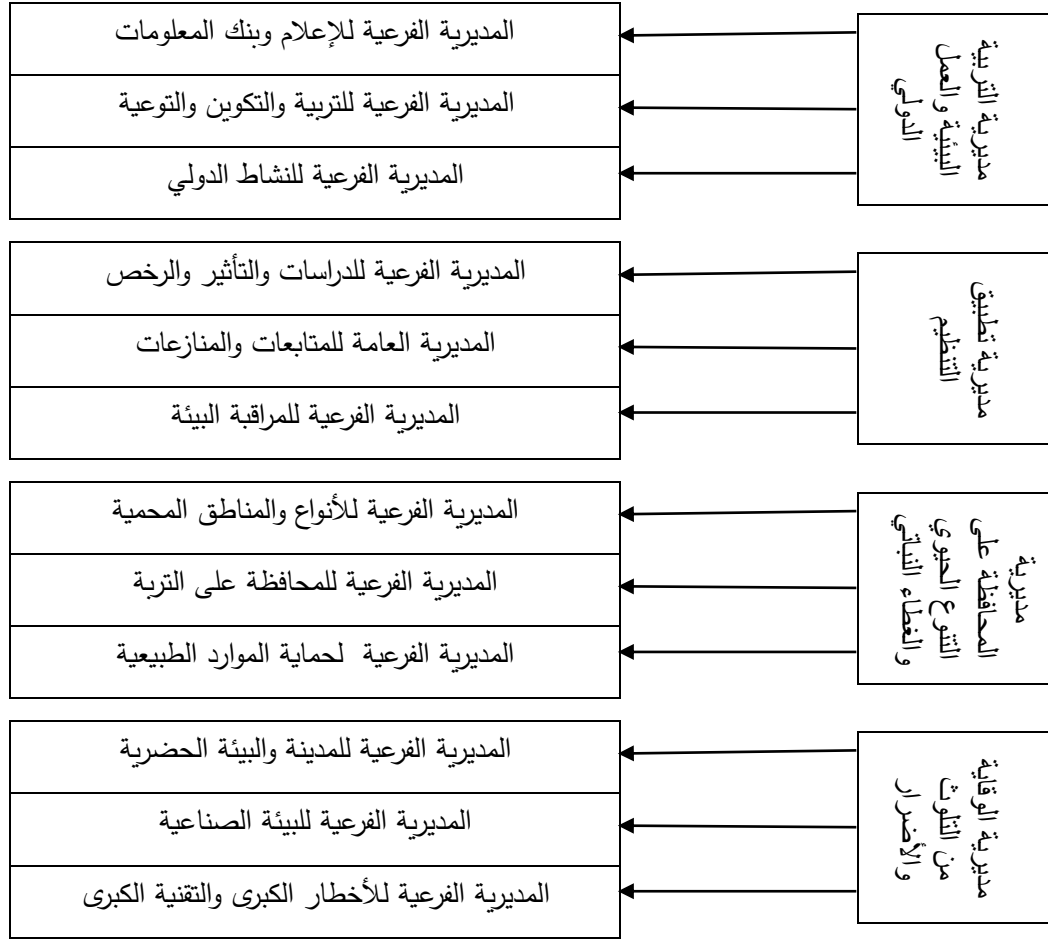 مديرية التربية
البيئية والعمل
الدولي
المديرية الفرعية للإعلام وبنك المعلومات
المديرية الفرعية للتربية والتكوين والتوعية
المديرية الفرعية للنشاط الدولي
مديرية تطبيق
التنظيم
المديرية الفرعية للدراسات والتأثير والرخص
المديرية العامة للمتابعات والمنازعات
المديرية الفرعية للمراقبة البيئة
مديرية
المحافظة على
التنوع الحيوي
والغطاء النباتي
المديرية الفرعية للأنواع والمناطق المحمية
المديرية الفرعية للمحافظة على التربة
المديرية الفرعية لحماية الموارد الطبيعية
مديرية الوقاية
من التلوث
والأضرار
المديرية الفرعية للمدينة والبيئة الحضرية
المديرية الفرعية للبيئة الصناعية
المديرية الفرعية للأخطار الكبرى والتقنية الكبرى